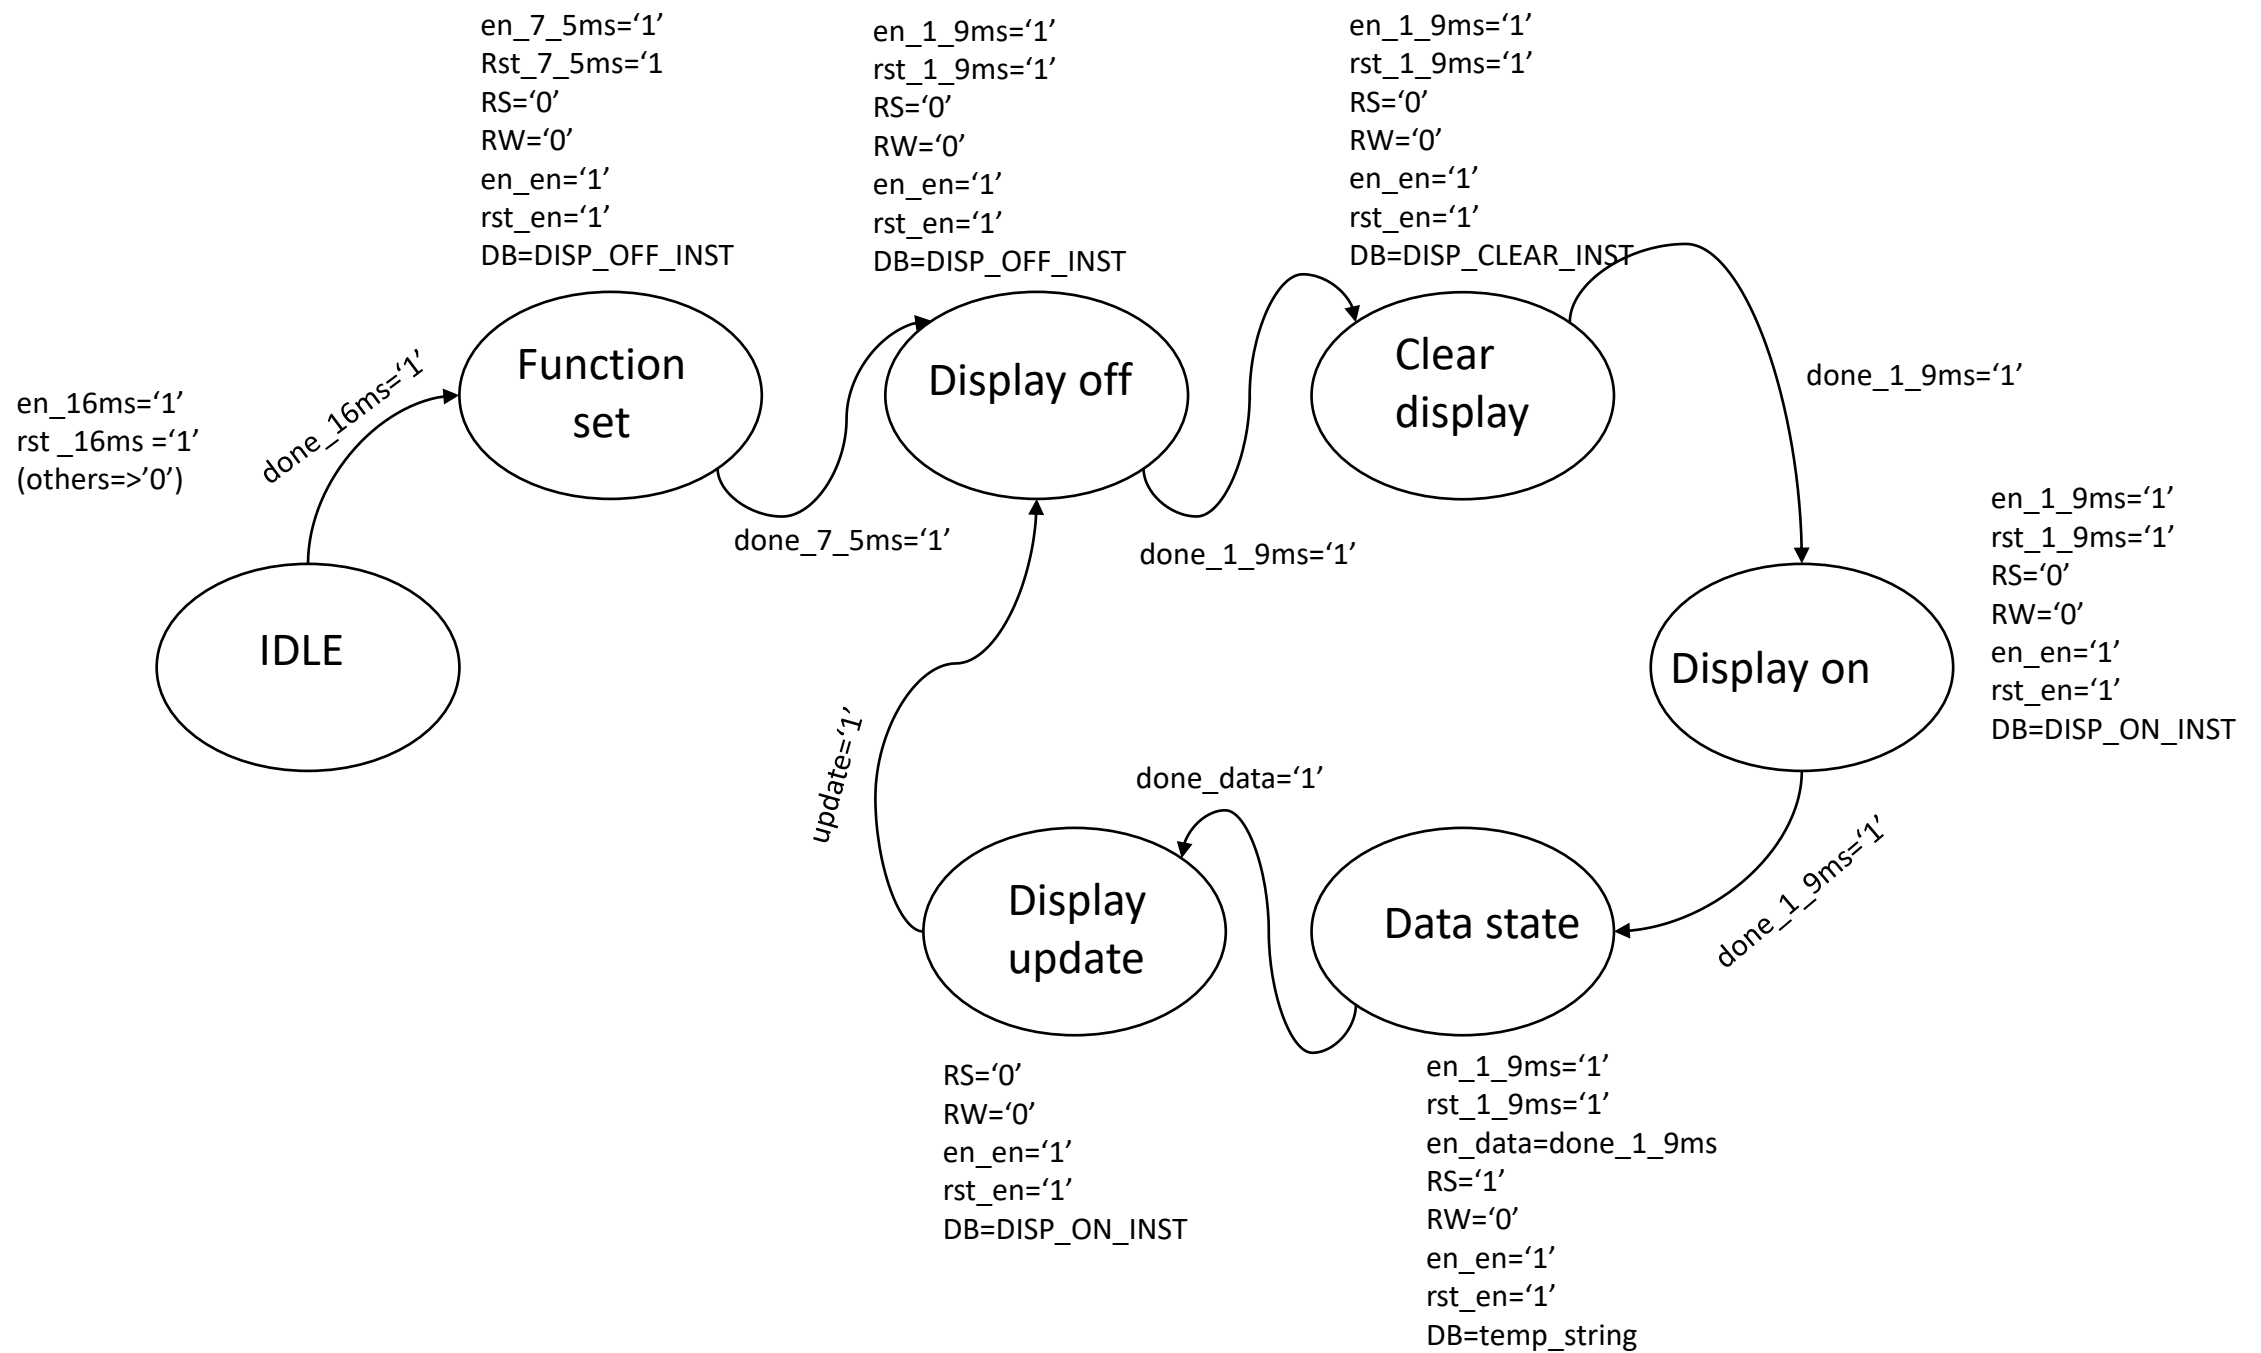 en_7_5ms=‘1’
Rst_7_5ms=‘1
RS=‘0’
RW=‘0’
en_en=‘1’
rst_en=‘1’
DB=DISP_OFF_INST
en_1_9ms=‘1’
rst_1_9ms=‘1’
RS=‘0’
RW=‘0’
en_en=‘1’
rst_en=‘1’
DB=DISP_OFF_INST
en_1_9ms=‘1’
rst_1_9ms=‘1’
RS=‘0’
RW=‘0’
en_en=‘1’
rst_en=‘1’
DB=DISP_CLEAR_INST
en_16ms=‘1’
rst _16ms =‘1’
(others=>’0’)
done_16ms=‘1’
Function
set
Display off
Clear
display
done_1_9ms=‘1’
done_7_5ms=‘1’
done_1_9ms=‘1’
en_1_9ms=‘1’
rst_1_9ms=‘1’
RS=‘0’
RW=‘0’
en_en=‘1’
rst_en=‘1’
DB=DISP_ON_INST
IDLE
Display on
update=‘1’
done_data=‘1’
done_1_9ms=‘1’
Display
update
Data state
RS=‘0’
RW=‘0’
en_en=‘1’
rst_en=‘1’
DB=DISP_ON_INST
en_1_9ms=‘1’
rst_1_9ms=‘1’
en_data=done_1_9ms
RS=‘1’
RW=‘0’
en_en=‘1’
rst_en=‘1’
DB=temp_string